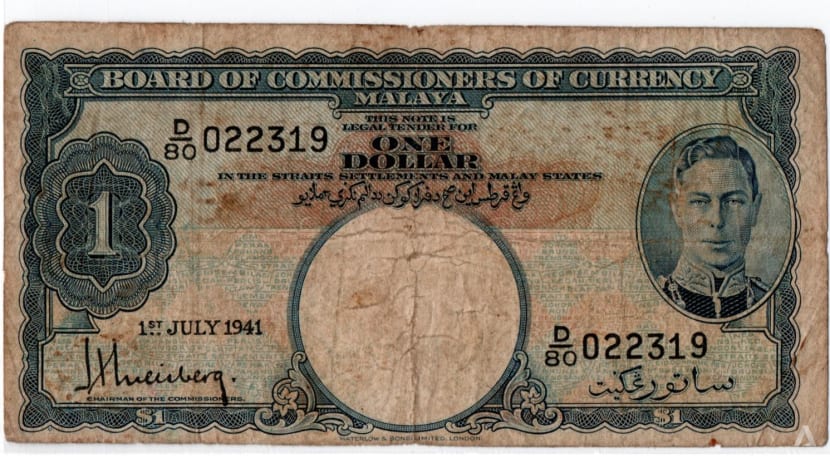 BOARD OF COMMISSIONERS OF CURRENCY
MALAYA
THIS NOTE IS
LEGAL TENDER FOR
D/80 022319
ONE
DOLLAR
IN THE STRAITS SETTLEMENTS AND MALAY STATES
1
1ST JULY 1941
D/80 022319
ساتو رڠݢيت
CHAIRMAN OF THE COMMISSIONERS.
$1
$1
WATERLOW & SONS LIMITED, LONDON.